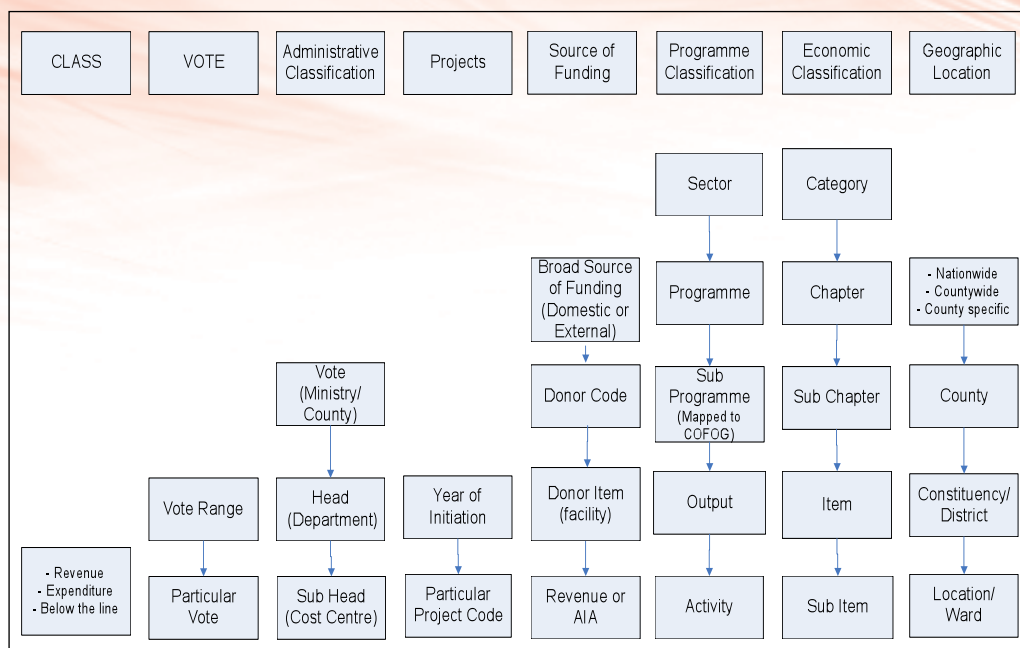 CLASS
VOTE
Administrative
Classification
Projects
Source of
Funding
Programme
Classification
Economic
Classification
Geographic
Location
- Revenue
- Expenditure
- Below the line
Vote Range
Particular
Vote
Vote
(Ministry/
County)
Head
(Department)
Sub Head
(Cost Centre)
Year of
Initiation
Particular
Project Code
Broad Source
of Funding
(Domestic or
External)
Donor Code
Donor Item
(facility)
Revenue or
AIA
Sector
Programme
Sub
Programme
(Mapped to
COFOG)
Output
Activity
Category
Chapter
Sub Chapter
Item
Sub Item
- Nationwide
- Countywide
- County specific
County
Constituency/
District
Location/
Ward